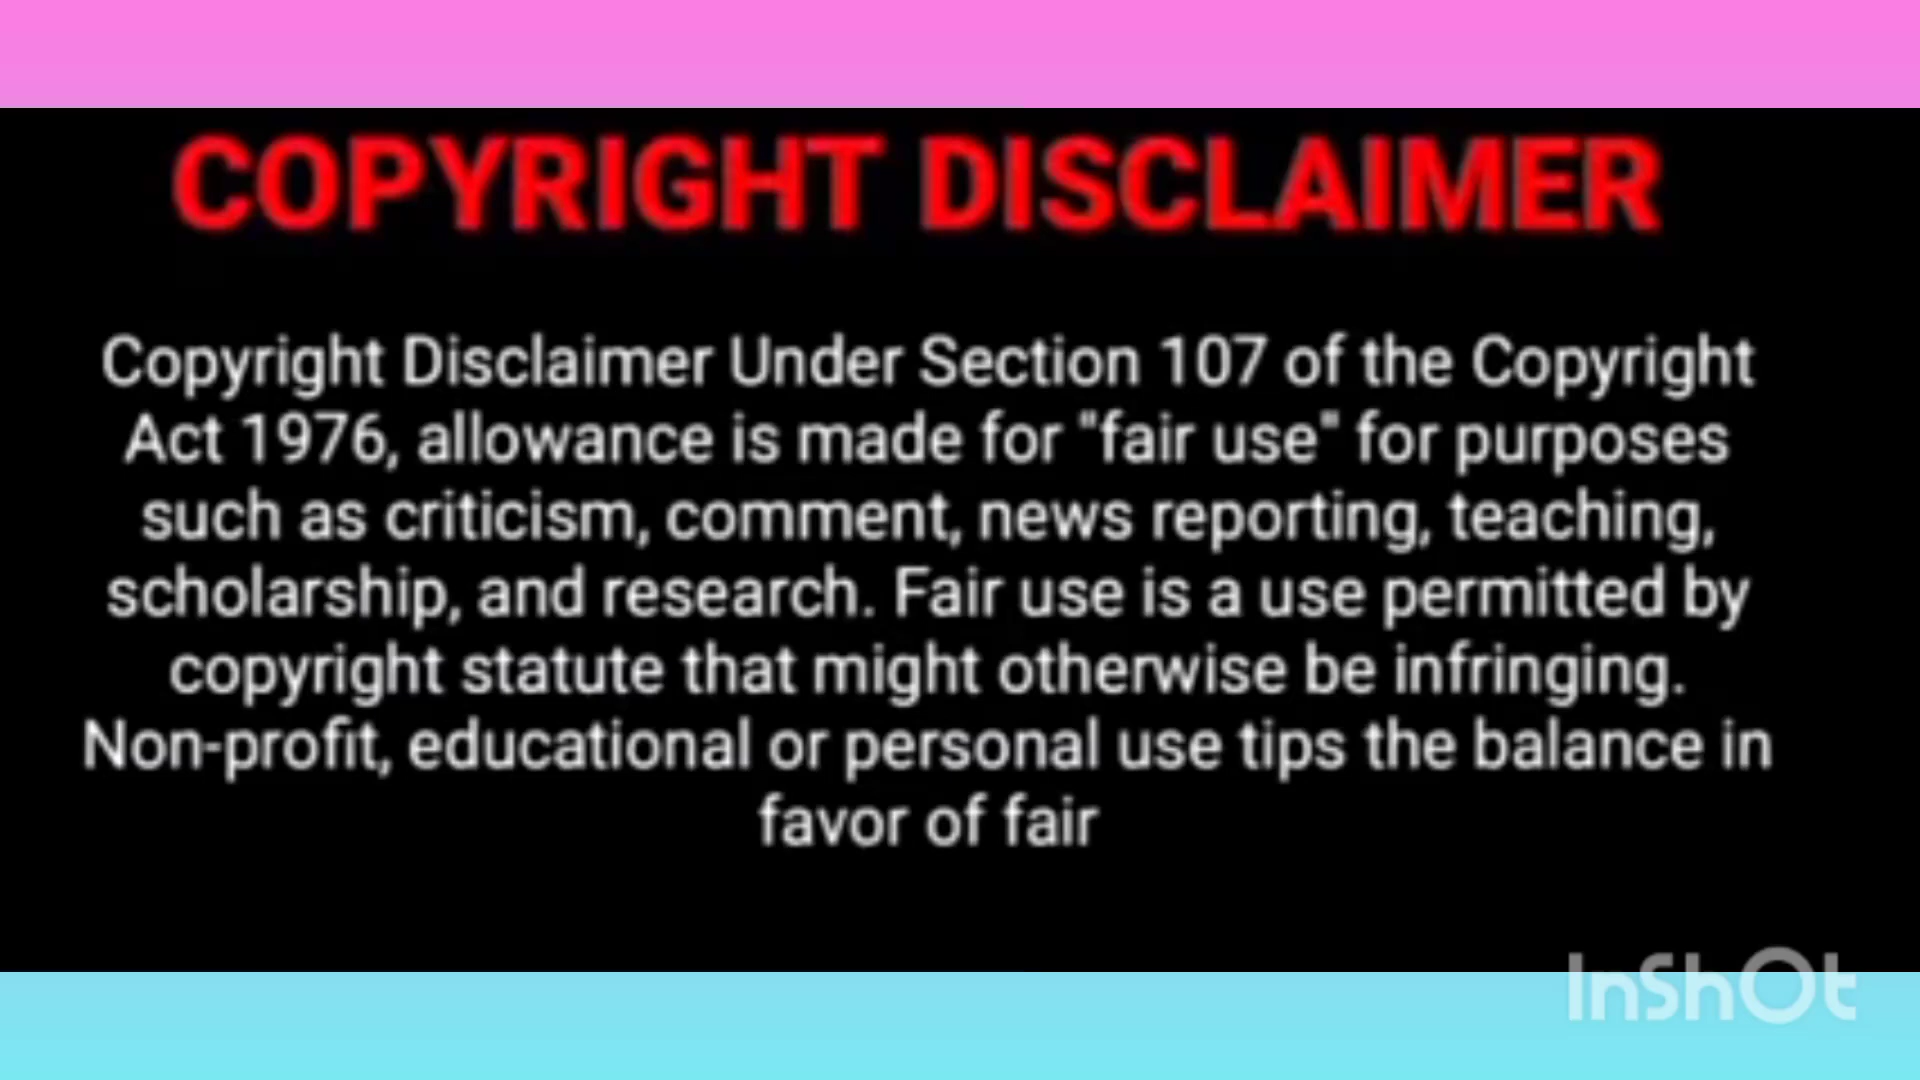 COPYRIGHT DISCLAIMER
Copyright Disclaimer Under Section 107 of the Copyright
Act 1976, allowance is made for "fair use" for purposes
such as criticism, comment, news reporting, teaching,
scholarship, and research. Fair use is a use permitted by
copyright statute that might otherwise be infringing.
Non-profit, educational or personal use tips the balance in
favor of fair
InShOt